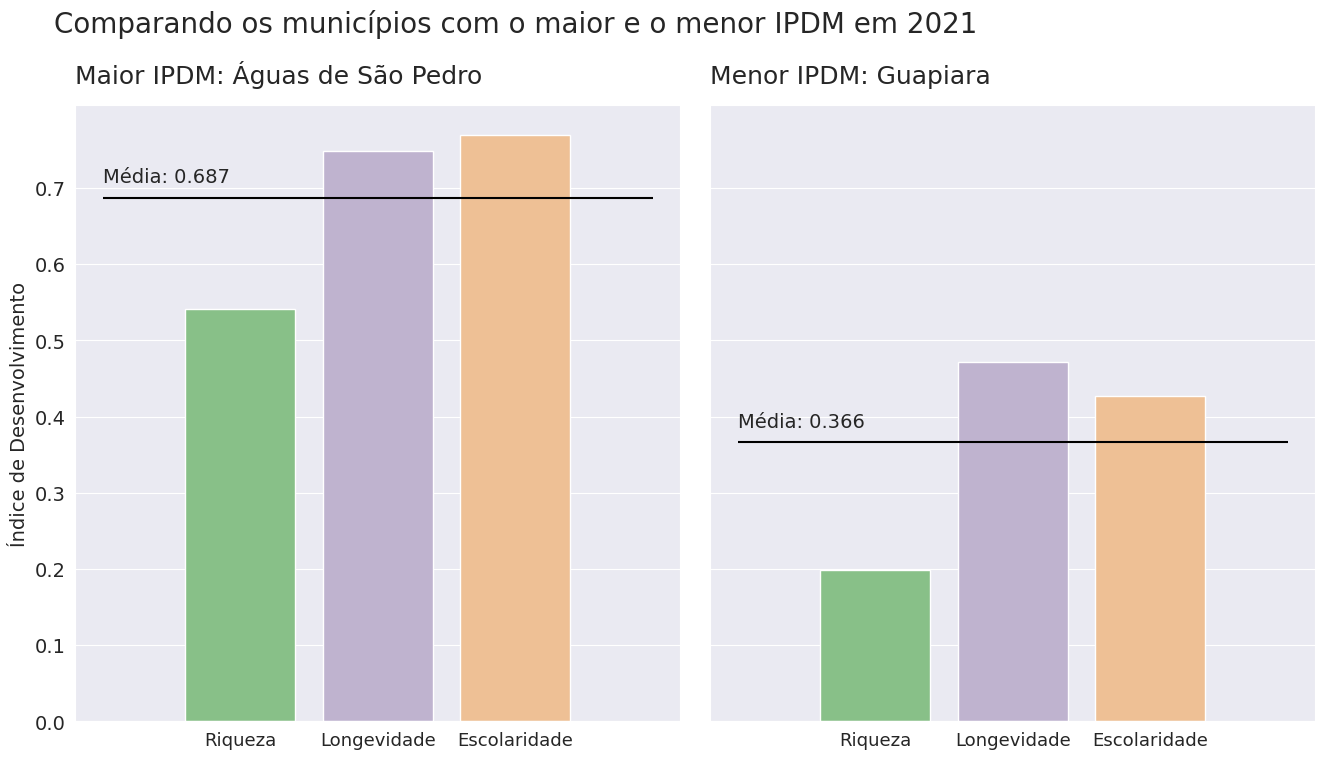 Comparando os municípios com o maior e o menor IPDM em 2021
Maior IPDM: Águas de São Pedro
Índice de Desenvolvimento
0.7
0.6
0.5
0.4
0.3
0.2
0.1
0.0
Média: 0.687
Riqueza Longevidade Escolaridade
Menor IPDM: Guapiara
Média: 0.366
Riqueza Longevidade Escolaridade